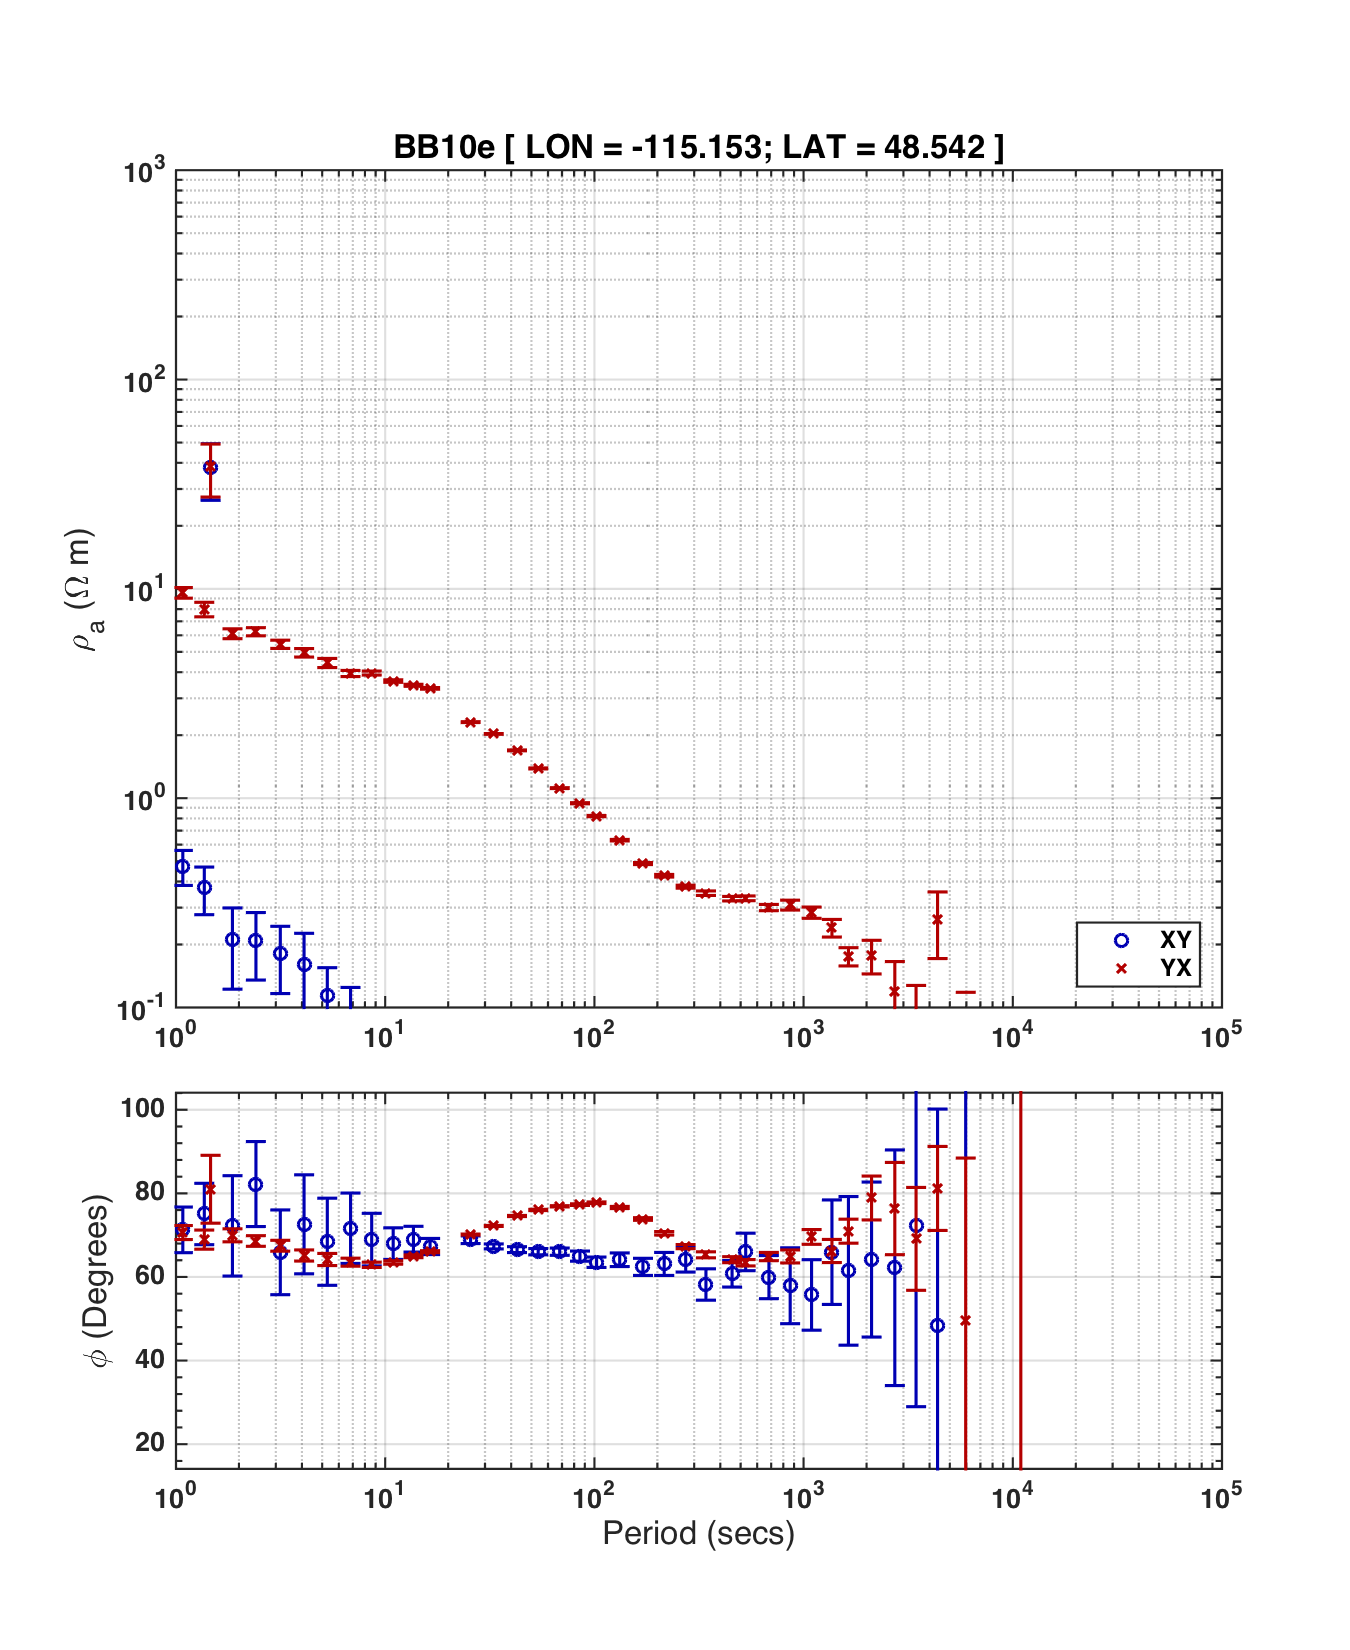 BB10e [ LON = -115.153; LAT = 48.542 ]
10³
10²
10¹
10⁰
10⁻¹
ρₐ (Ω m)
XY
YX
10⁰ 10¹ 10² 10³ 10⁴ 10⁵
100
80
60
40
20
ϕ (Degrees)
10⁰ 10¹ 10² 10³ 10⁴ 10⁵
Period (secs)